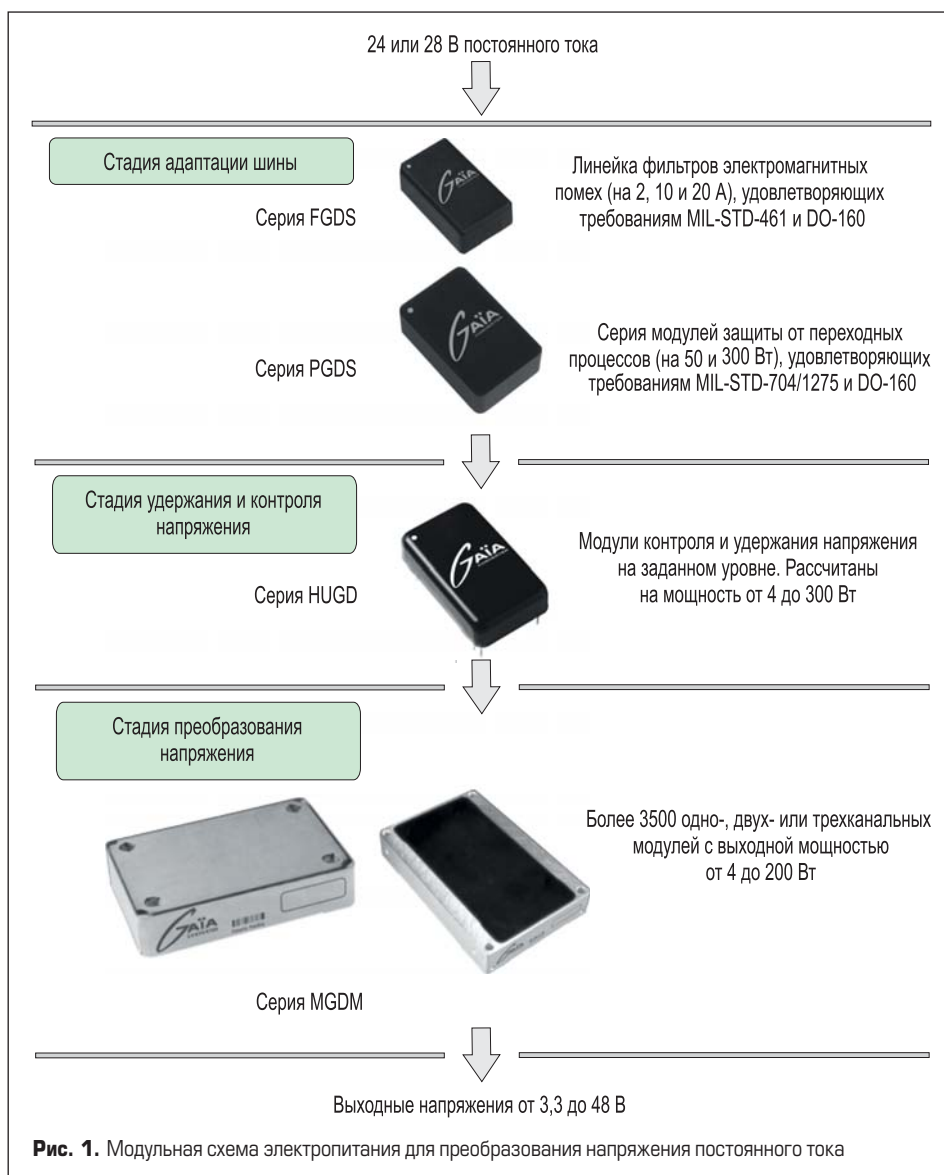 24 или 28 В постоянного тока
Стадия адаптации шины
Серия FGDS
GAÏA
Линейка фильтров электромагнитных
помех (на 2, 10 и 20 А), удовлетворяющих
требованиям MIL-STD-461 и DO-160
Серия PGDS
GAÏA
Серия модулей защиты от переходных
процессов (на 50 и 300 Вт), удовлетворяющих
требованиям MIL-STD-704/1275 и DO-160
Стадия удержания и контроля
напряжения
Серия HUGD
GAÏA
Модули контроля и удержания напряжения
на заданном уровне. Рассчитаны
на мощность от 4 до 300 Вт
Стадия преобразования
напряжения
GAÏA
GAÏA
Более 3500 одно-, двух- или трехканальных
модулей с выходной мощностью
от 4 до 200 Вт
Серия MGDM
Выходные напряжения от 3,3 до 48 В
Рис. 1. Модульная схема электропитания для преобразования напряжения постоянного тока